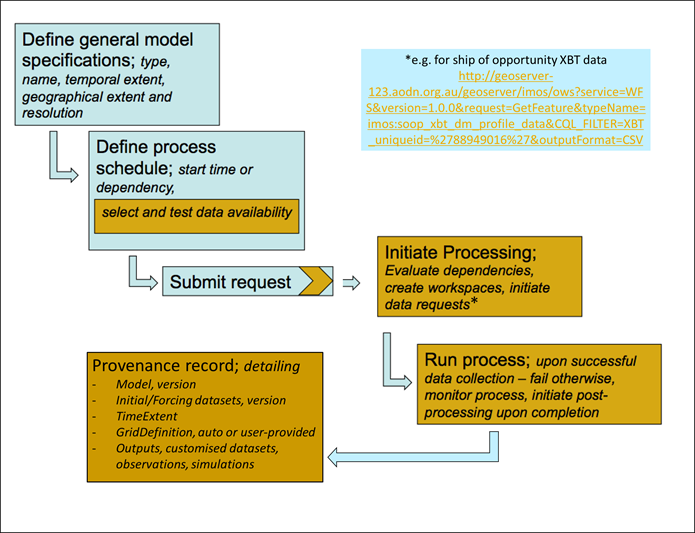 Define general model
specifications; type,
name, temporal extent,
geographical extent and
resolution
*e.g. for ship of opportunity XBT data
http://geoserver-
123.aodn.org.au/geoserver/imos/ows?service=WF
S&version=1.0.0&request=GetFeature&typeName=
imos:soop_xbt_dm_profile_data&CQL_FILTER=XBT
_uniqueid=%2788949016%27&outputFormat=CSV
Define process
schedule; start time or
dependency,
select and test data availability
Submit request
Initiate Processing;
Evaluate dependencies,
create workspaces, initiate
data requests*
Run process; upon successful
data collection – fail otherwise,
monitor process, initiate post-
processing upon completion
Provenance record; detailing
- Model, version
- Initial/Forcing datasets, version
- TimeExtent
- GridDefinition, auto or user-provided
- Outputs, customised datasets,
observations, simulations